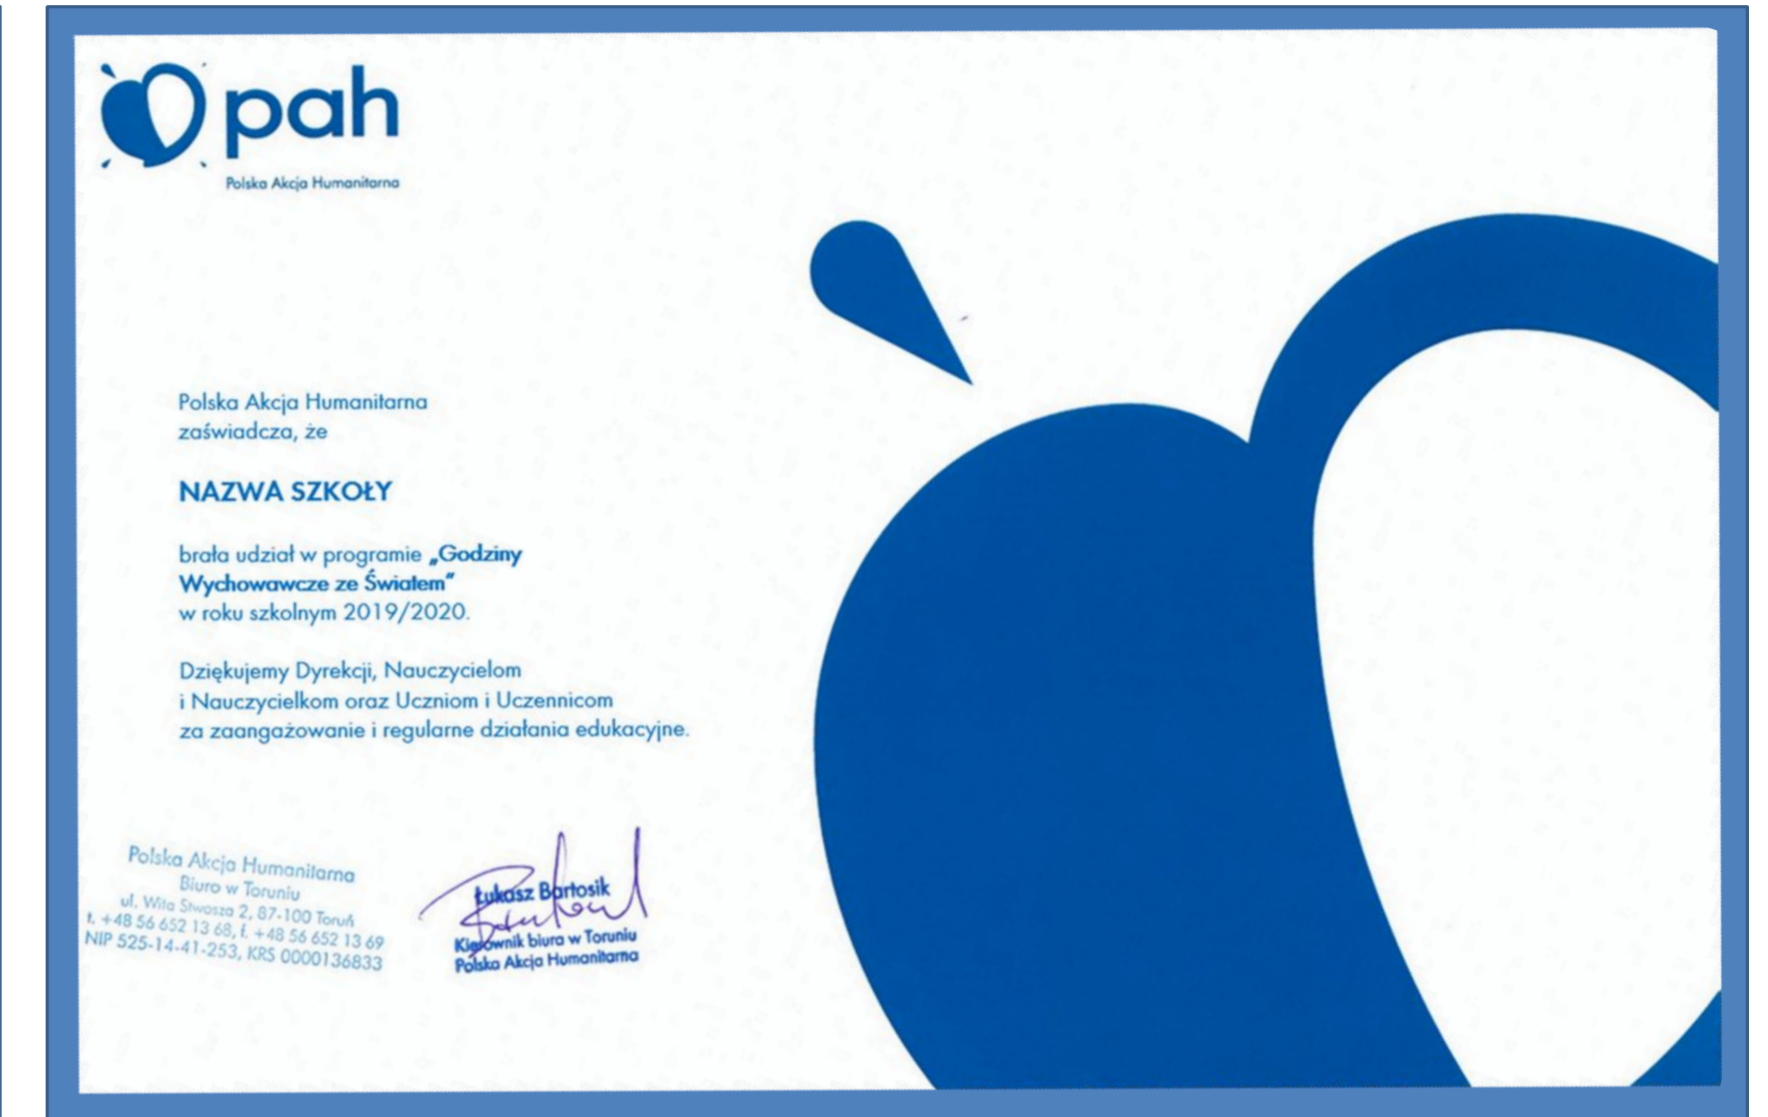 pah
Polska Akcja Humanitarna
Polska Akcja Humanitarna
zaświadcza, że
NAZWA SZKOŁY
brała udział w programie „Godziny
Wychowawcze ze Światem”
w roku szkolnym 2019/2020.
Dziękujemy Dyrekcji, Nauczycielom
i Nauczycielkom oraz Uczniom i Uczennicom
za zaangażowanie i regularne działania edukacyjne.
Polska Akcja Humanitarna
Biuro w Toruniu
ul. Wita Stwosza 2, 87-100 Toruń
t. +48 56 652 13 68, f. +48 56 652 13 69
NIP 525-14-41-253, KRS 0000136833
Łukasz Bartosik
Kierownik biura w Toruniu
Polska Akcja Humanitarna